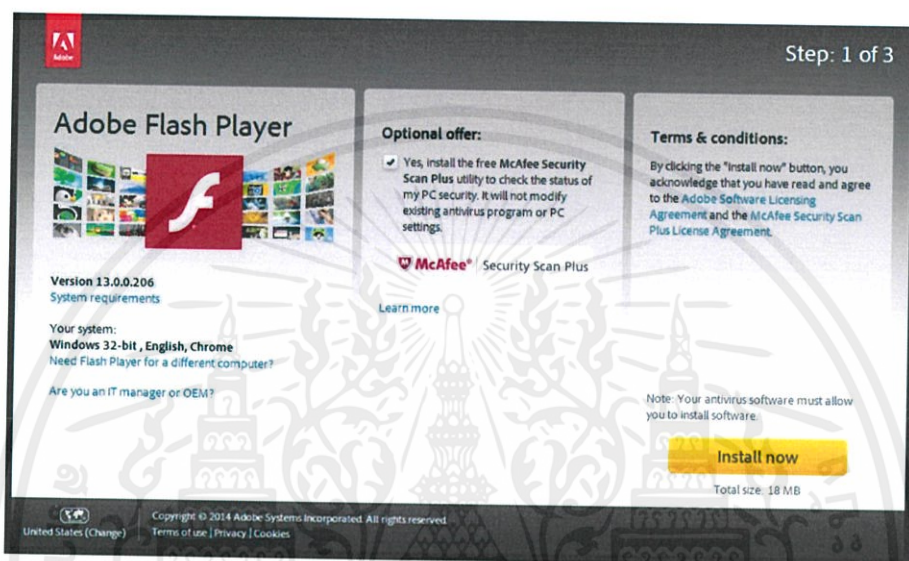 Adobe
Step: 1 of 3
Adobe Flash Player
Version 13.0.0.206
System requirements
Your system:
Windows 32-bit , English, Chrome
Need Flash Player for a different computer?
Are you an IT manager or OEM?
Optional offer:
Yes, install the free McAfee Security
Scan Plus utility to check the status of
my PC security. It will not modify
existing antivirus program or PC
settings.
McAfee® | Security Scan Plus
Learn more
Terms & conditions:
By clicking the "Install now" button, you
acknowledge that you have read and agree
to the Adobe Software Licensing
Agreement and the McAfee Security Scan
Plus License Agreement.
Note: Your antivirus software must allow
you to install software.
Install now
Total size: 18 MB
United States (Change)
Copyright © 2014 Adobe Systems Incorporated. All rights reserved.
Terms of use | Privacy | Cookies